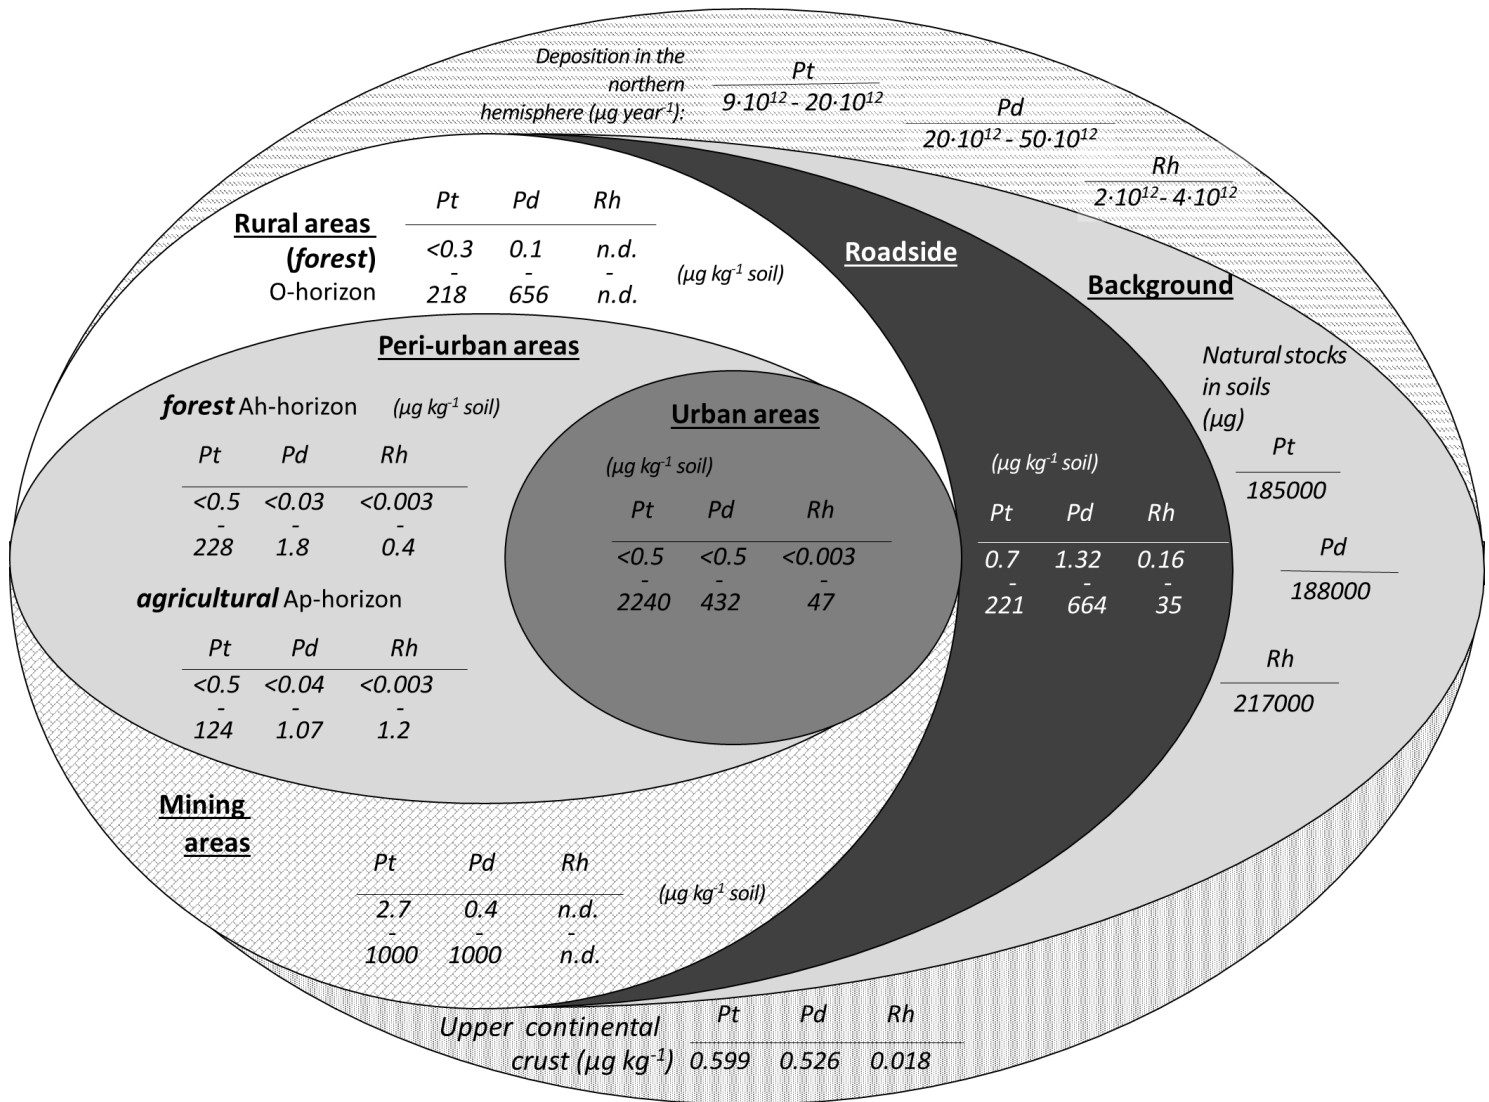 Deposition in the
northern
hemisphere (µg year⁻¹):
Pt
9·10¹² - 20·10¹²
Pd
20·10¹² - 50·10¹²
Rh
2·10¹²- 4·10¹²
Rural areas
(forest)
O-horizon
Pt Pd Rh
<0.3 0.1 n.d.
- - -
218 656 n.d.
(µg kg⁻¹ soil)
Roadside
(µg kg⁻¹ soil)
Pt Pd Rh
0.7 1.32 0.16
- - -
221 664 35
Background
Natural stocks
in soils
(µg)
Pt
185000
Pd
188000
Rh
217000
Peri-urban areas
forest Ah-horizon (µg kg⁻¹ soil)
Pt Pd Rh
<0.5 <0.03 <0.003
- - -
228 1.8 0.4
agricultural Ap-horizon
Pt Pd Rh
<0.5 <0.04 <0.003
- - -
124 1.07 1.2
Urban areas
(µg kg⁻¹ soil)
Pt Pd Rh
<0.5 <0.5 <0.003
- - -
2240 432 47
Mining
areas
Pt Pd Rh
2.7 0.4 n.d.
- - -
1000 1000 n.d.
(µg kg⁻¹ soil)
Upper continental
crust (µg kg⁻¹)
Pt Pd Rh
0.599 0.526 0.018